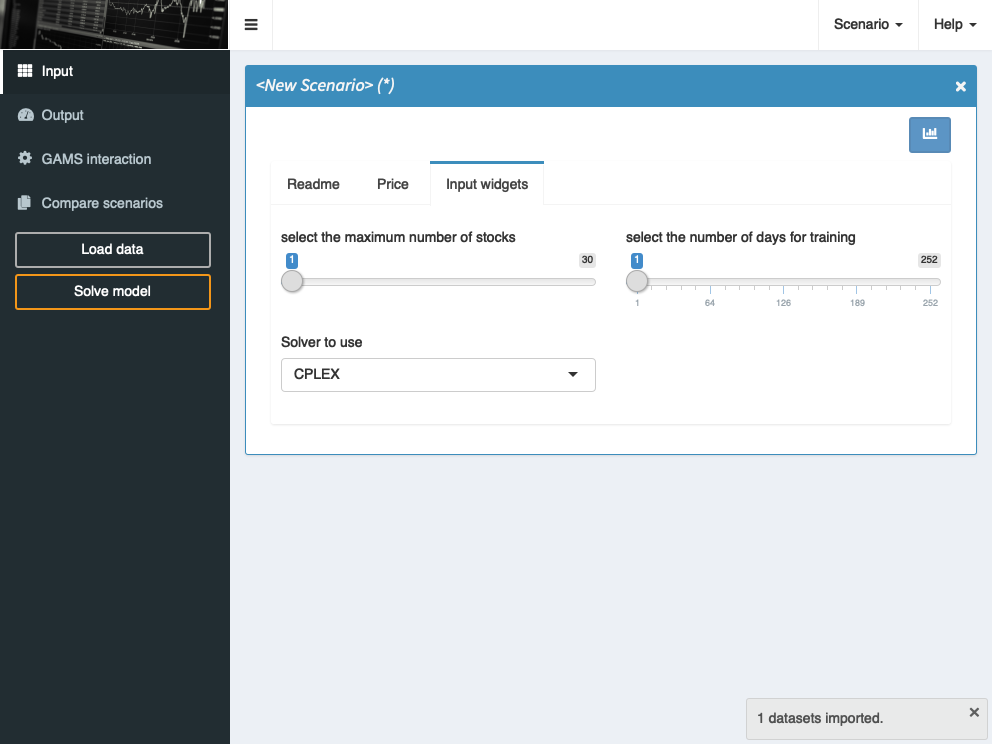 Scenario
Help
Input
Output
GAMS interaction
Compare scenarios
Load data
Solve model
<New Scenario> (*)
Readme
Price
Input widgets
select the maximum number of stocks
1
30
select the number of days for training
1
252
1
64
126
189
252
Solver to use
CPLEX
1 datasets imported.